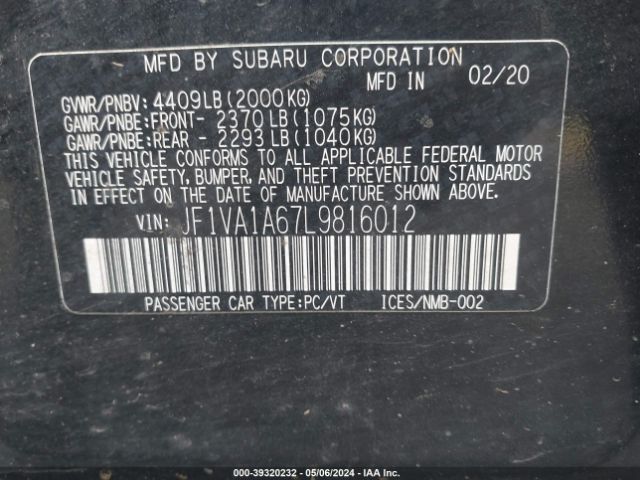 MFD BY SUBARU CORPORATION
MFD IN 02/20
GVWR/PNBV: 4409LB(2000KG)
GAWR/PNBE:FRONT- 2370LB(1075KG)
GAWR/PNBE:REAR - 2293LB(1040KG)
THIS VEHICLE CONFORMS TO ALL APPLICABLE FEDERAL MOTOR
VEHICLE SAFETY, BUMPER, AND THEFT PREVENTION STANDARDS
IN EFFECT ON THE DATE OF MANUFACTURE SHOWN ABOVE.
VIN: JF1VA1A67L9816012
PASSENGER CAR TYPE:PC/VT ICES/NMB-002
000-39320232 - 05/06/2024 - IAA Inc.